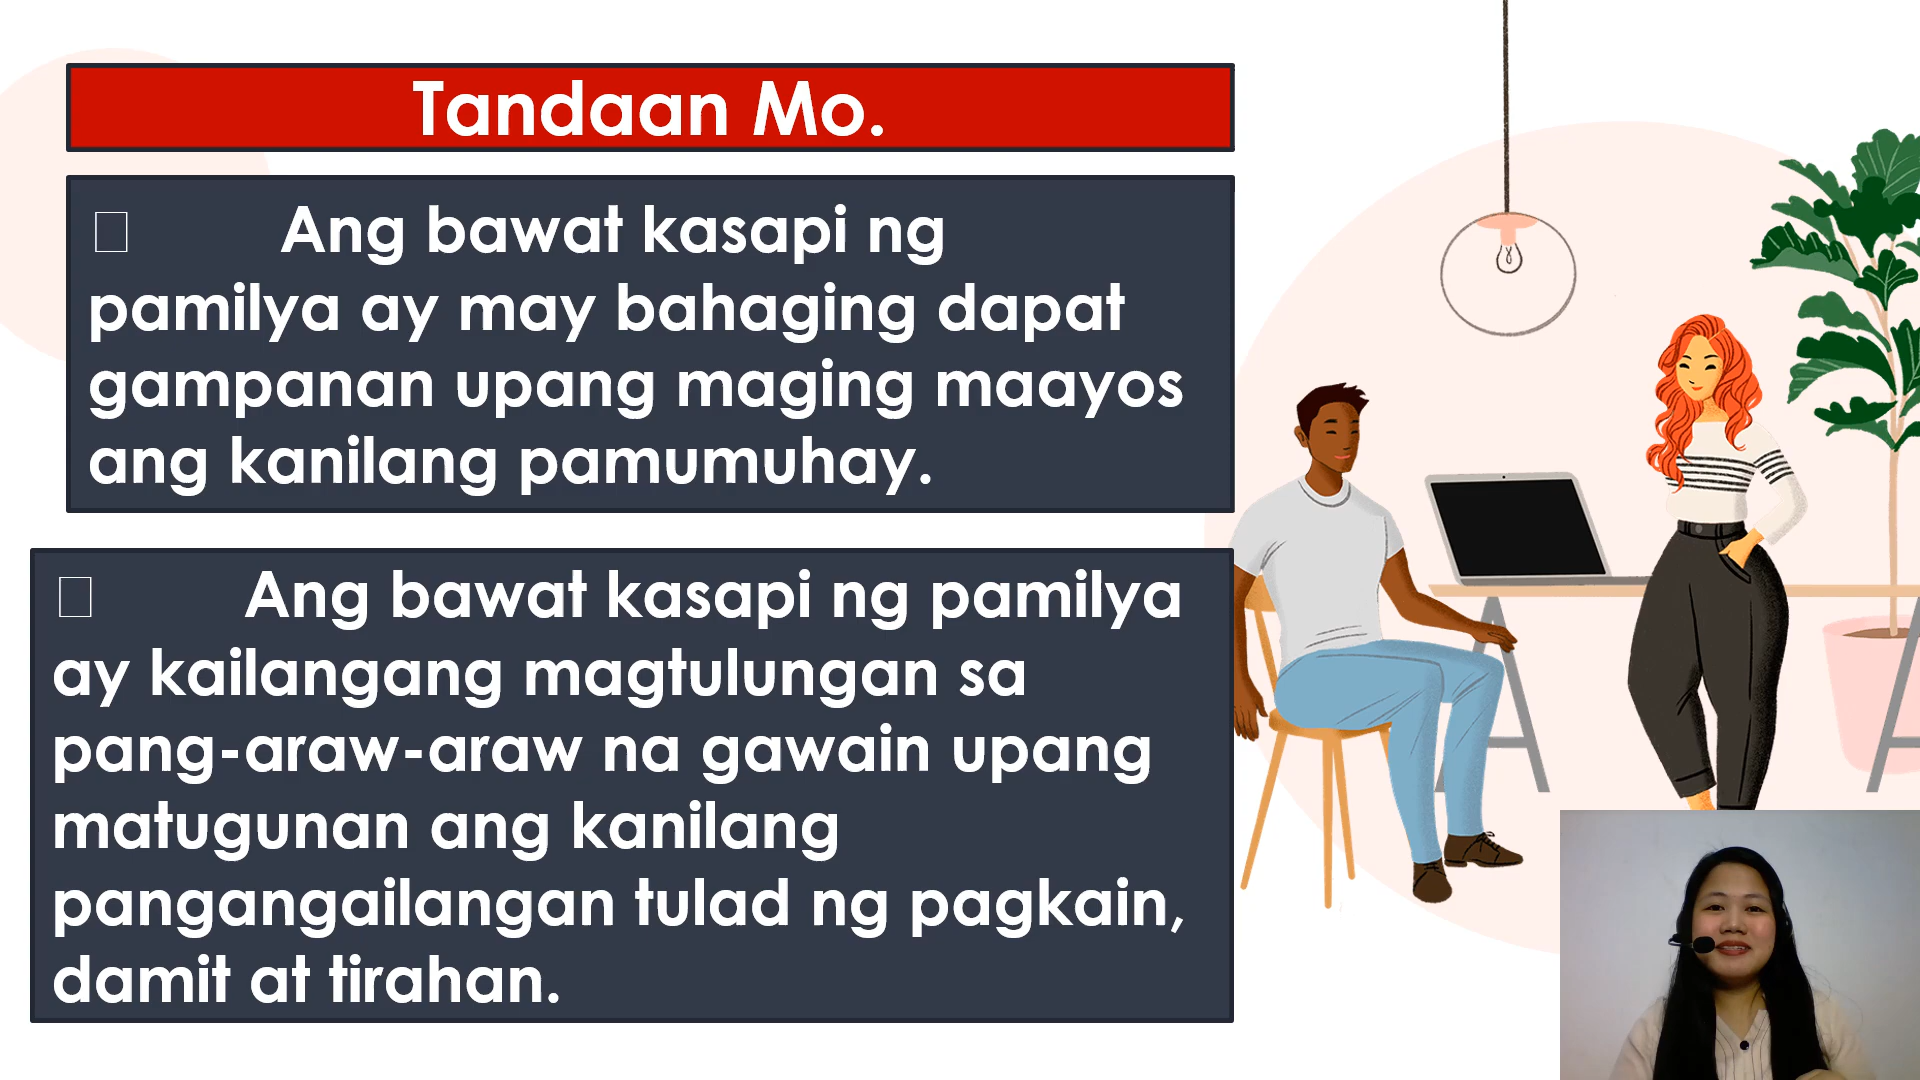 Tandaan Mo.
Ang bawat kasapi ng
pamilya ay may bahaging dapat
gampanan upang maging maayos
ang kanilang pamumuhay.
Ang bawat kasapi ng pamilya
ay kailangang magtulungan sa
pang-araw-araw na gawain upang
matugunan ang kanilang
pangangailangan tulad ng pagkain,
damit at tirahan.